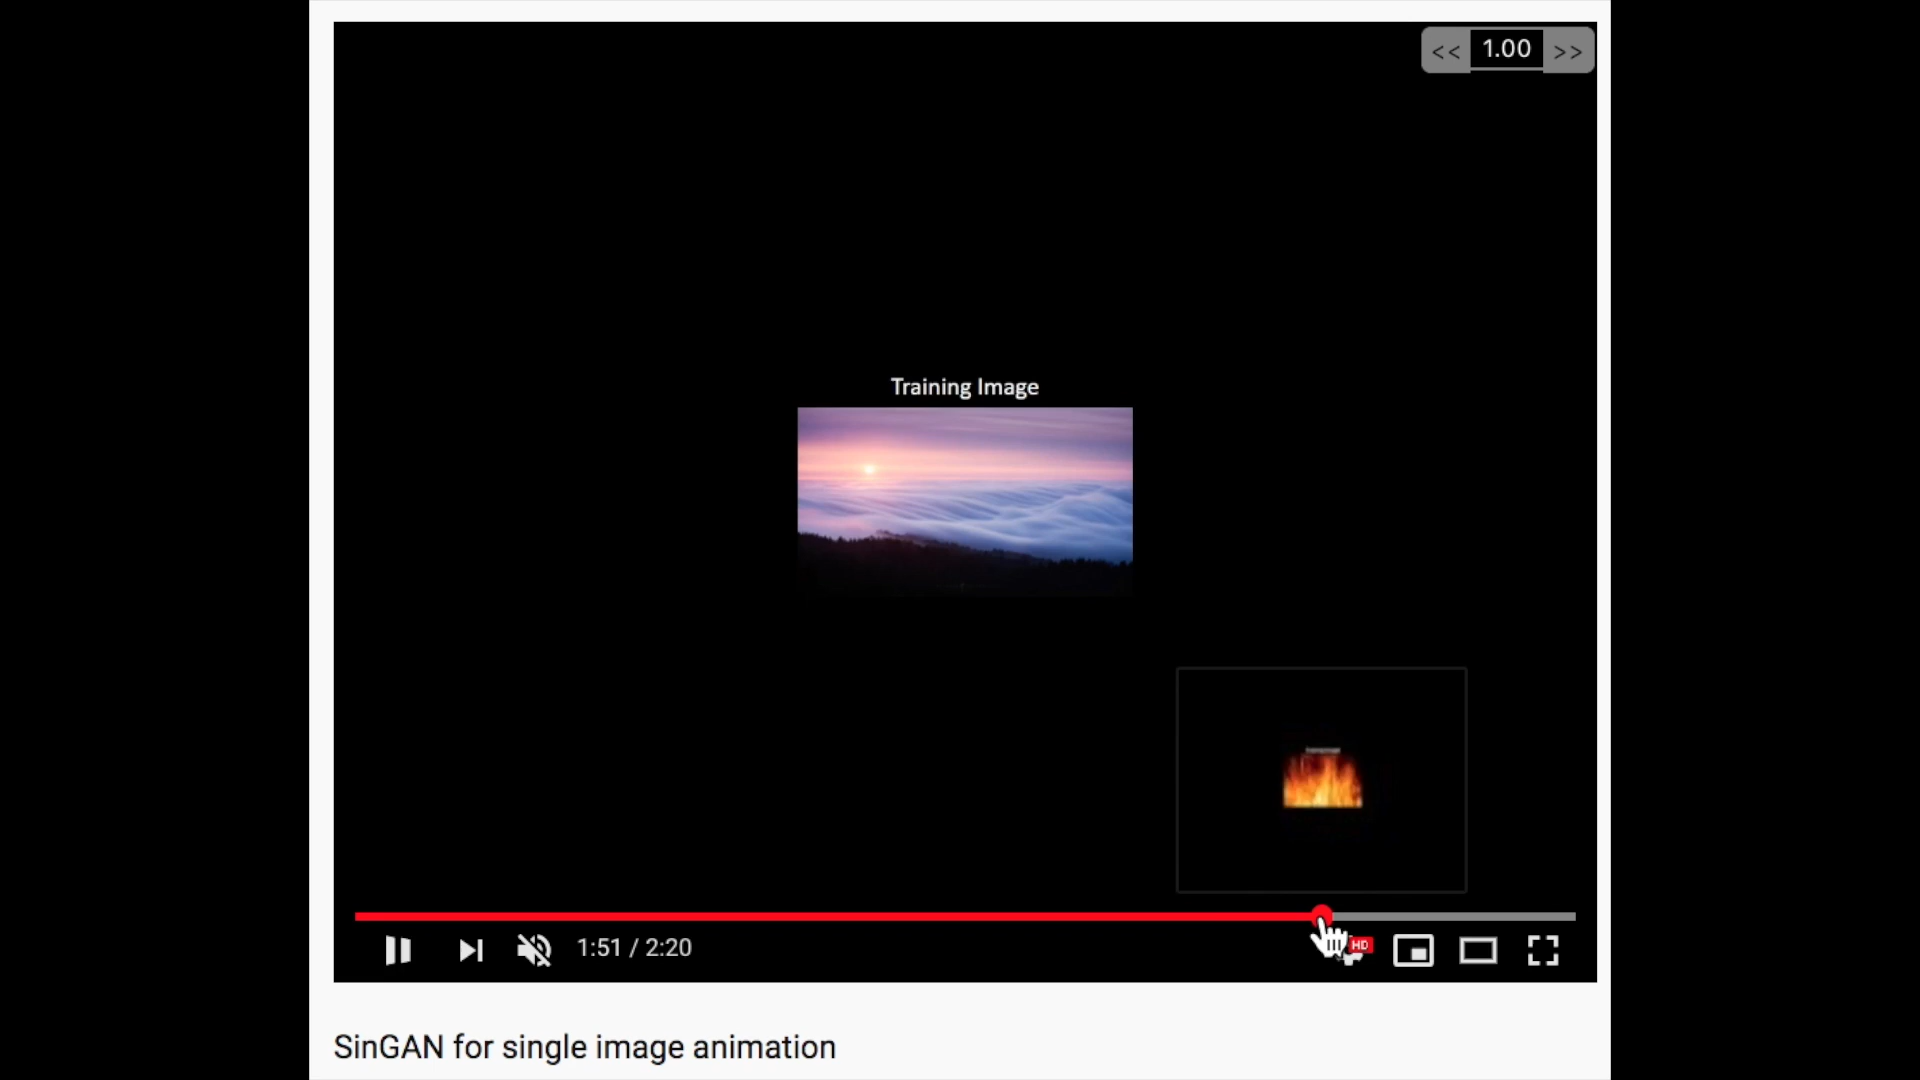 << 1.00 >>
Training Image
1:51 / 2:20
HD
SinGAN for single image animation